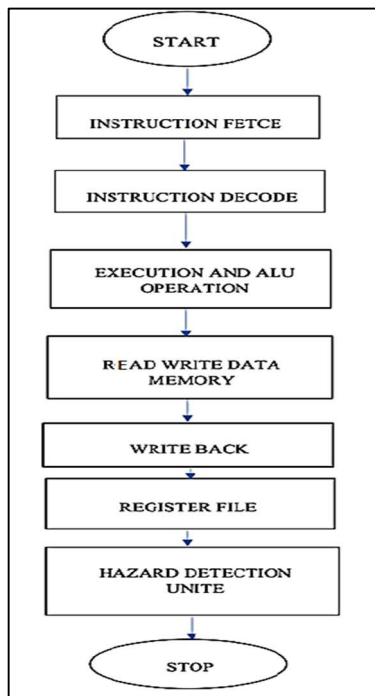 START
INSTRUCTION FETCE
INSTRUCTION DECODE
EXECUTION AND ALU
OPERATION
READ WRITE DATA
MEMORY
WRITE BACK
REGISTER FILE
HAZARD DETECTION
UNITE
STOP